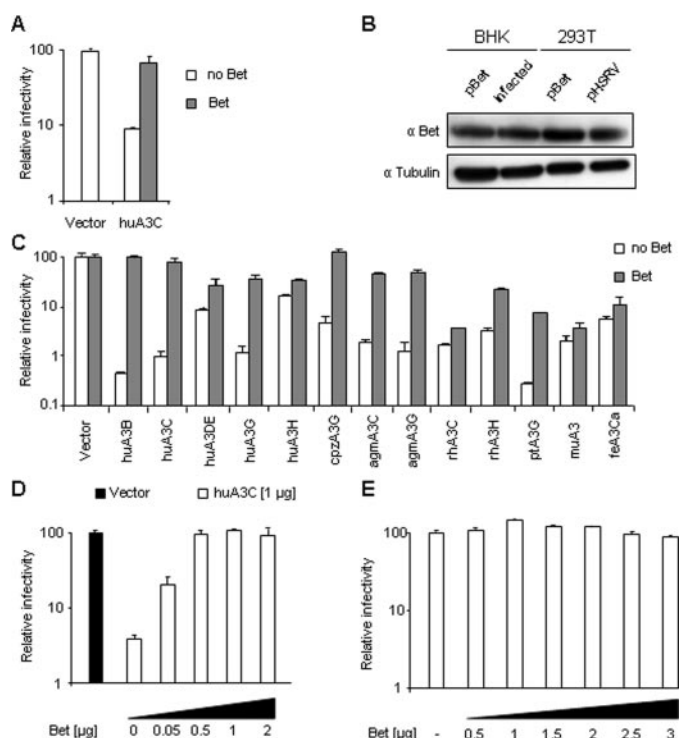 A
B
BHK 293T
pBet Infected pBet pHSRV
α Bet
α Tubulin
Relative infectivity
100
10
1
no Bet
Bet
Vector huA3C
C
no Bet
Bet
Relative infectivity
100
10
1
0.1
Vector huA3B huA3C huA3DE huA3G huA3H cpzA3G agmA3C agmA3G rhA3C rhA3H ptA3G muA3 feA3Ca
D
Vector huA3C [1 µg]
Relative infectivity
100
10
1
Bet [µg] 0 0.05 0.5 1 2
E
Relative infectivity
100
10
1
Bet [µg] - 0.5 1 1.5 2 2.5 3